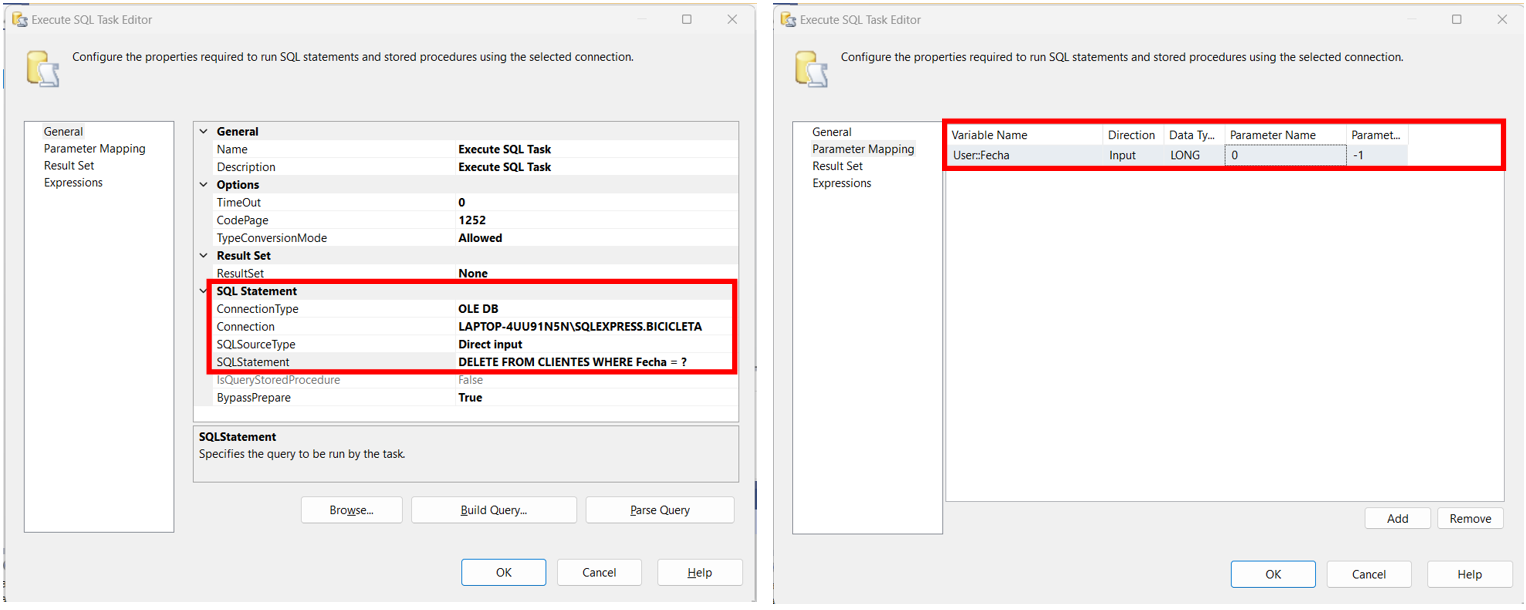 Execute SQL Task Editor
Configure the properties required to run SQL statements and stored procedures using the selected connection.
General
Parameter Mapping
Result Set
Expressions
General
Name Execute SQL Task
Description Execute SQL Task
Options
TimeOut 0
CodePage 1252
TypeConversionMode Allowed
Result Set
ResultSet None
SQL Statement
ConnectionType OLE DB
Connection LAPTOP-4UU91N5N\SQLEXPRESS.BICICLETA
SQLSourceType Direct input
SQLStatement DELETE FROM CLIENTES WHERE Fecha = ?
IsQueryStoredProcedure False
BypassPrepare True
SQLStatement
Specifies the query to be run by the task.
Browse... Build Query... Parse Query
OK Cancel Help
Execute SQL Task Editor
Configure the properties required to run SQL statements and stored procedures using the selected connection.
General
Parameter Mapping
Result Set
Expressions
Variable Name Direction Data Ty... Parameter Name Paramet...
User::Fecha Input LONG 0 -1
Add Remove
OK Cancel Help